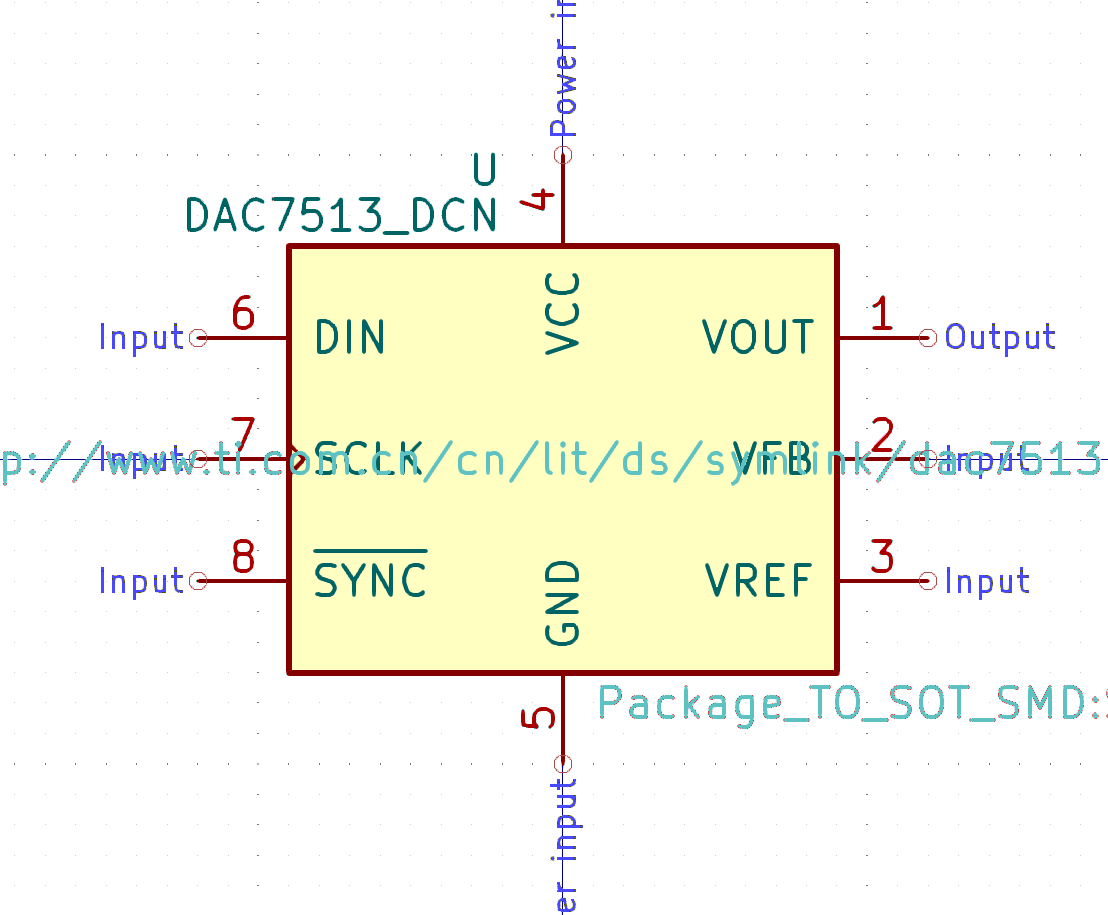 Power in
U
DAC7513_DCN
4
VCC
6
Input
DIN
1
VOUT
Output
7
Input
SCLK
2
VFB
Input
p://www.ti.com.cn/cn/lit/ds/symlink/dac7513
8
Input
SYNC
3
VREF
Input
GND
5
Package_TO_SOT_SMD:
er input